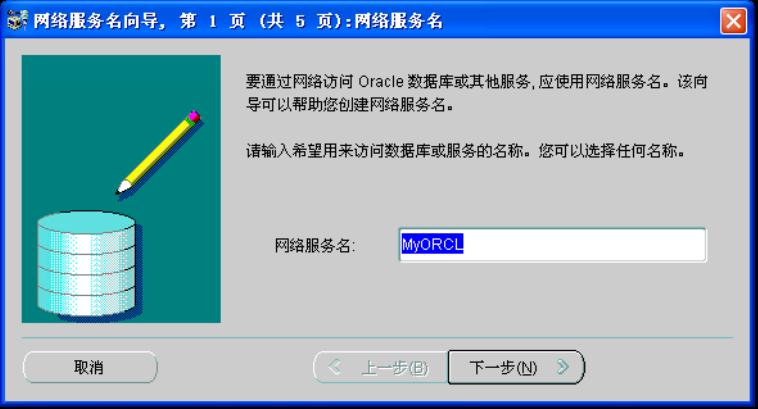 网络服务名向导, 第 1 页 (共 5 页):网络服务名
要通过网络访问 Oracle 数据库或其他服务, 应使用网络服务名。该向
导可以帮助您创建网络服务名。
请输入希望用来访问数据库或服务的名称。您可以选择任何名称。
网络服务名:
MyORCL
取消
上一步(B)
下一步(N)